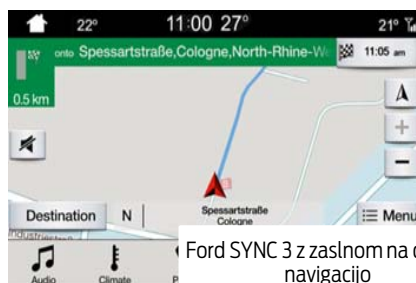 22° 11:00 27° 21°
onto Spessartstraße,Cologne,North-Rhine-W
11:05 am
0.5 km
Destination N
Spessartstraße
Cologne
Menu
Industriestraß
Audio Climate P
Ford SYNC 3 z zaslnom na
navigacijo